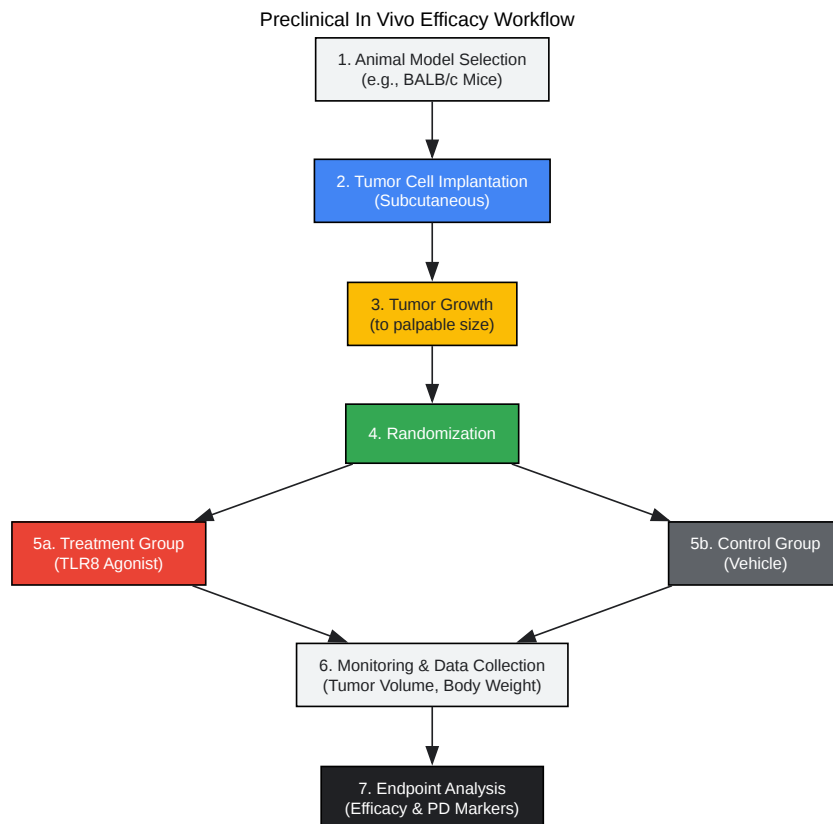 Preclinical In Vivo Efficacy Workflow
1. Animal Model Selection
(e.g., BALB/c Mice)
2. Tumor Cell Implantation
(Subcutaneous)
3. Tumor Growth
(to palpable size)
4. Randomization
5a. Treatment Group
(TLR8 Agonist)
5b. Control Group
(Vehicle)
6. Monitoring & Data Collection
(Tumor Volume, Body Weight)
7. Endpoint Analysis
(Efficacy & PD Markers)